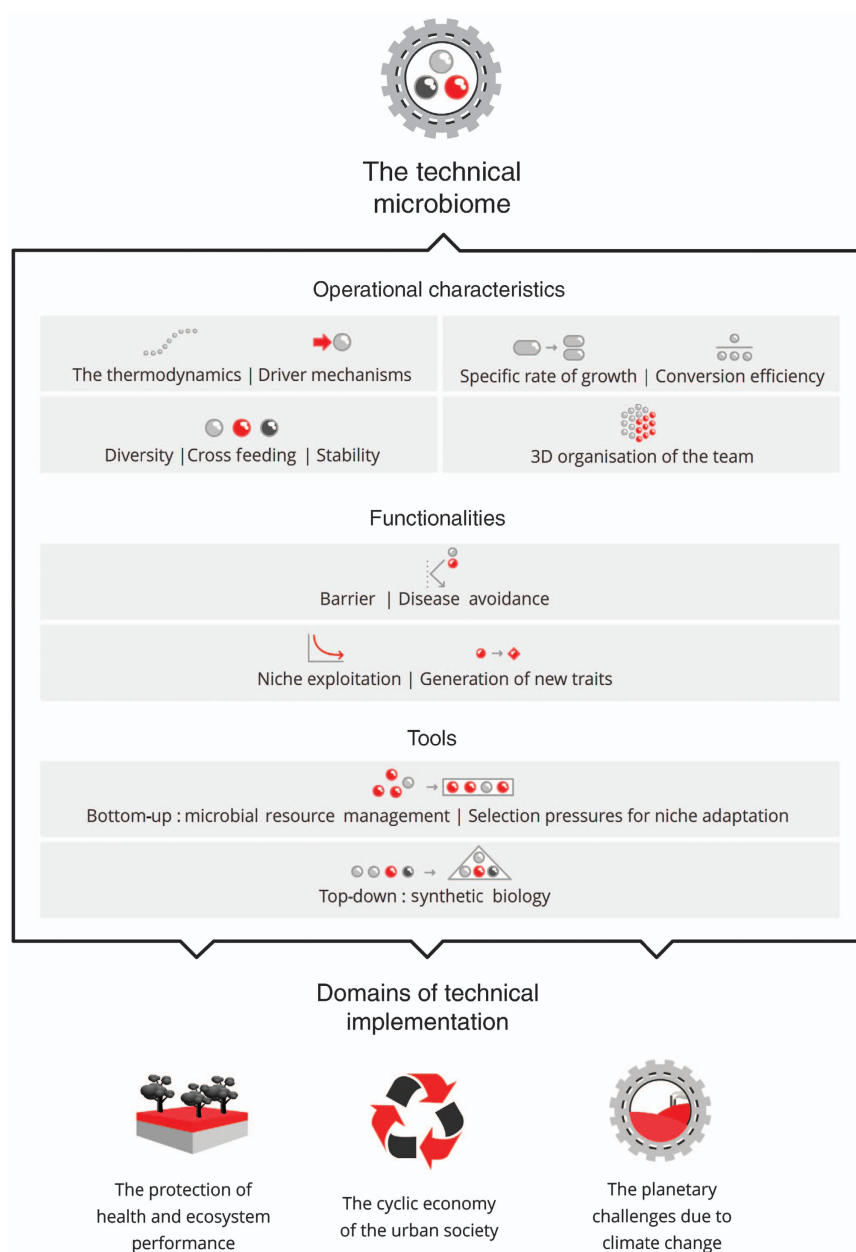 The technical
microbiome
Operational characteristics
The thermodynamics | Driver mechanisms
Specific rate of growth | Conversion efficiency
Diversity |Cross feeding | Stability
3D organisation of the team
Functionalities
Barrier | Disease avoidance
Niche exploitation | Generation of new traits
Tools
Bottom-up : microbial resource management | Selection pressures for niche adaptation
Top-down : synthetic biology
Domains of technical
implementation
The protection of
health and ecosystem
performance
The cyclic economy
of the urban society
The planetary
challenges due to
climate change